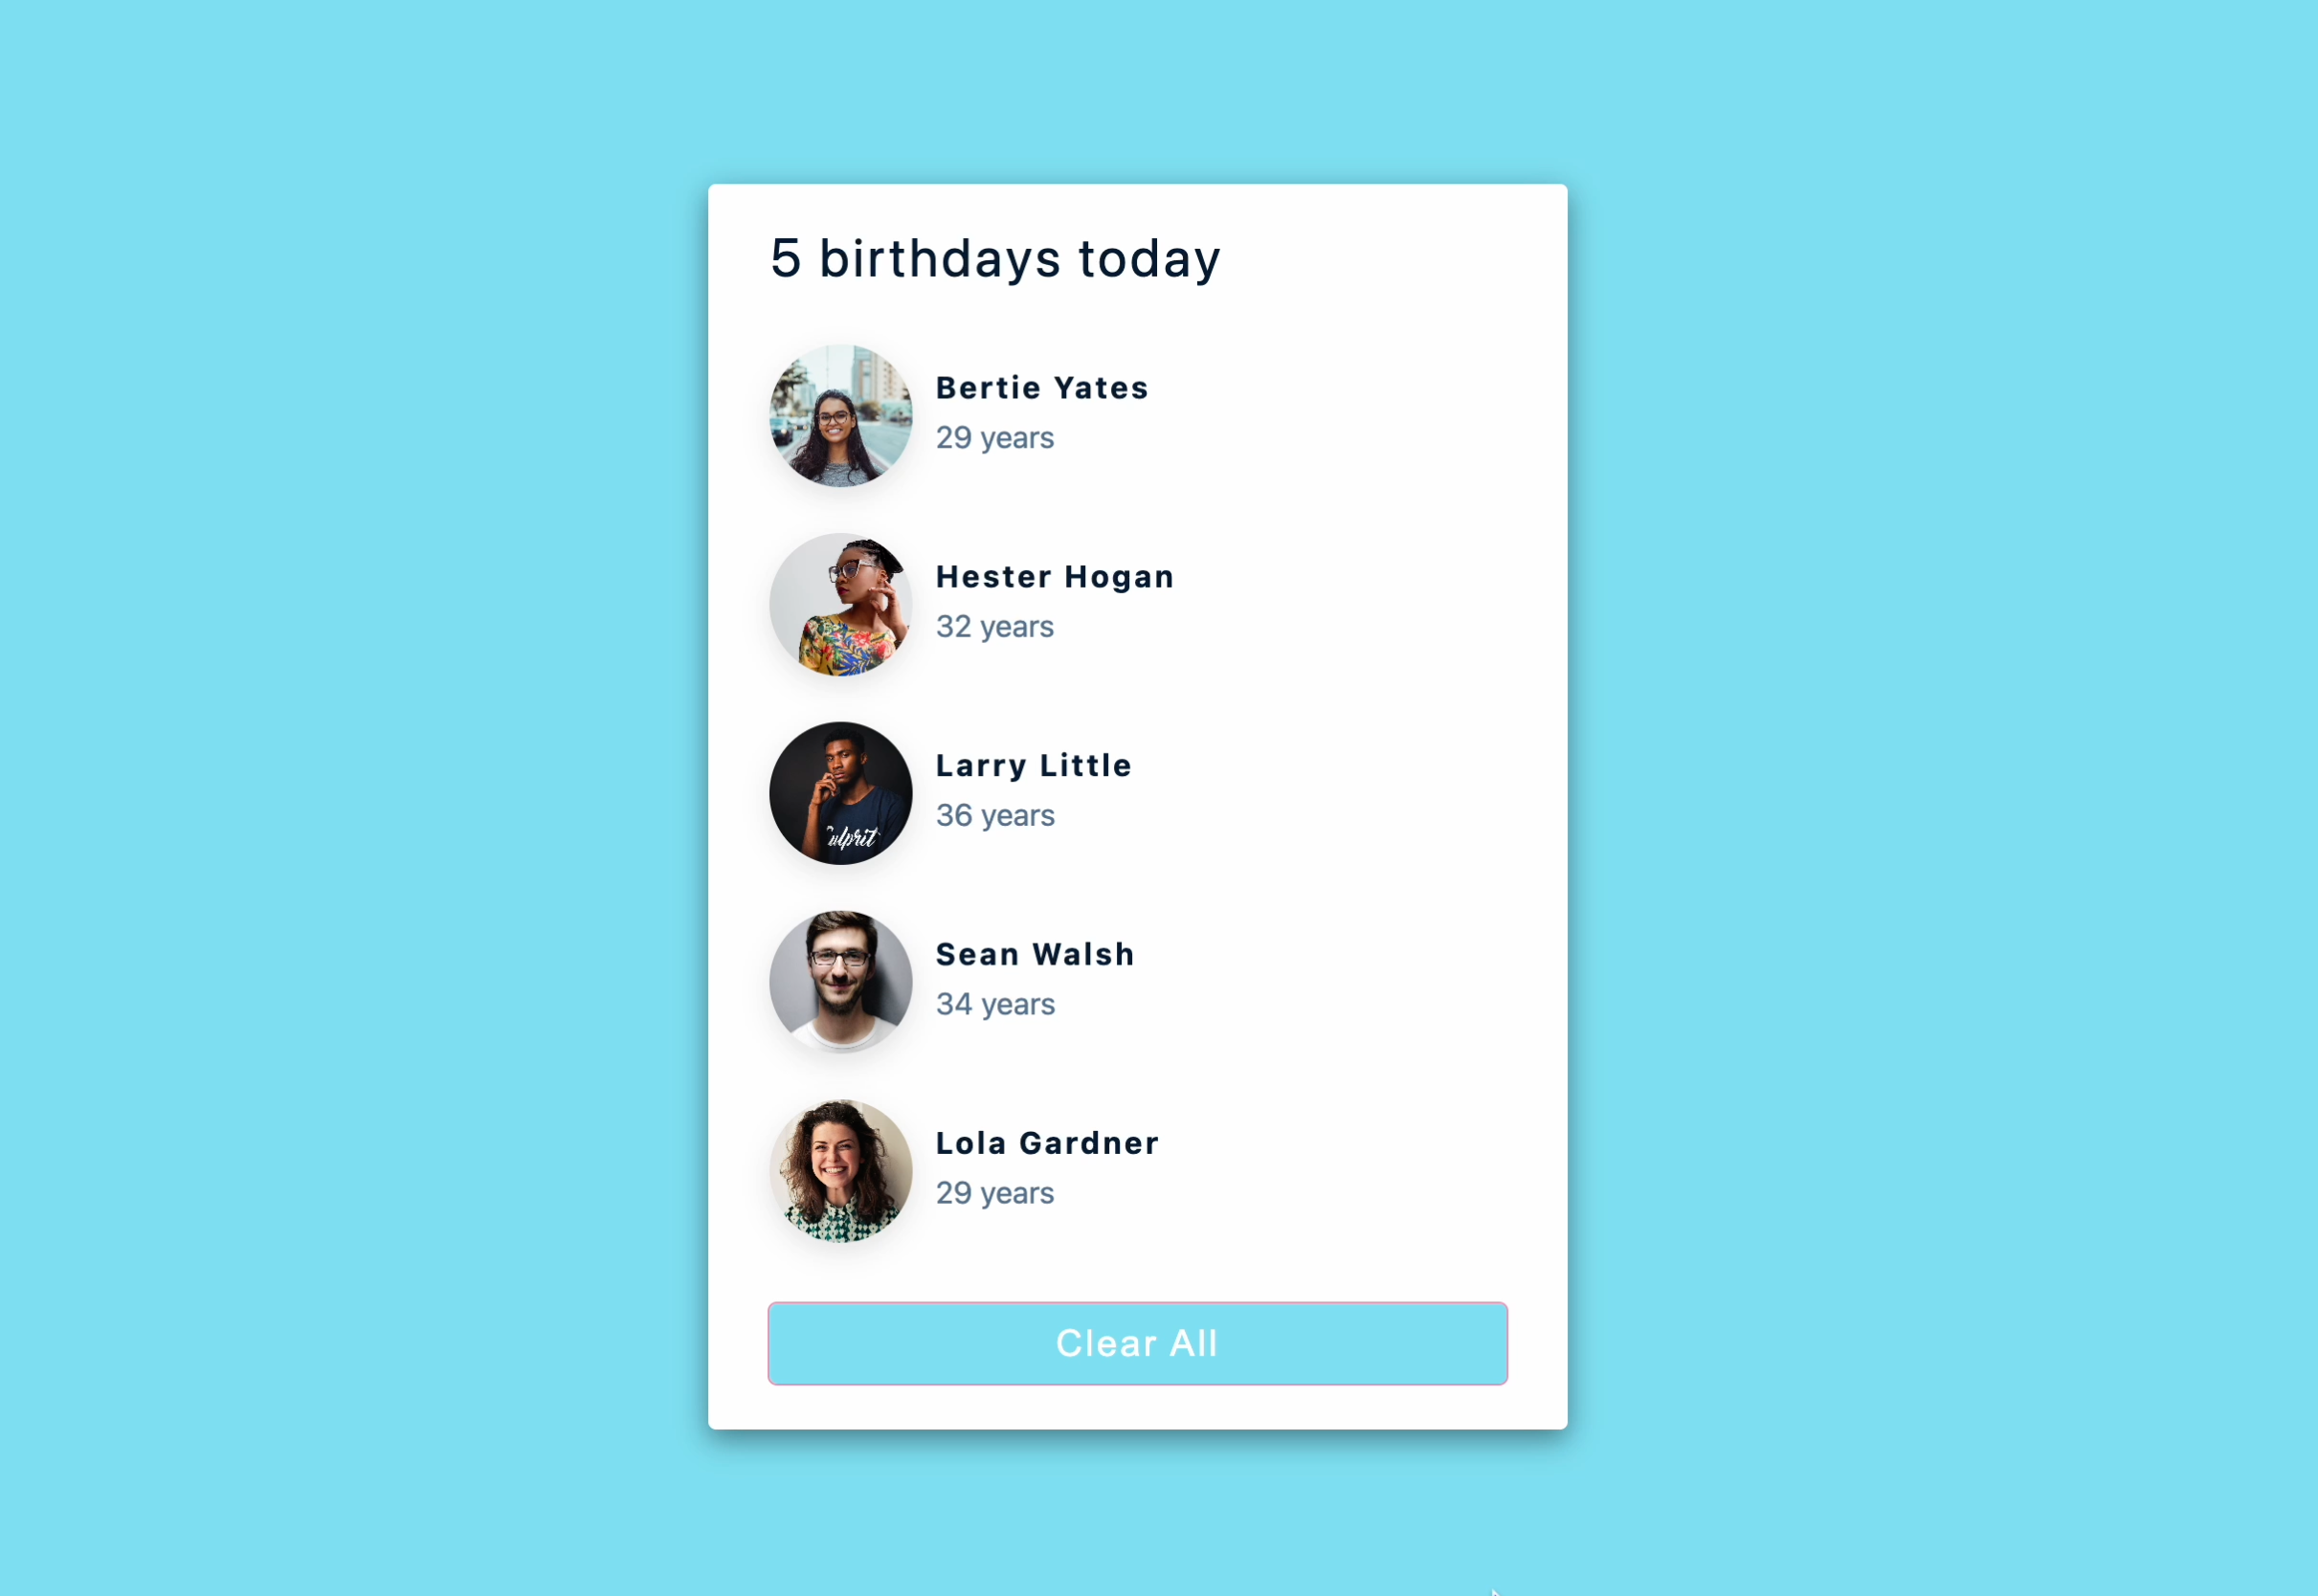 5 birthdays today
Bertie Yates
29 years
Hester Hogan
32 years
Larry Little
36 years
ulprit
Sean Walsh
34 years
Lola Gardner
29 years
Clear All